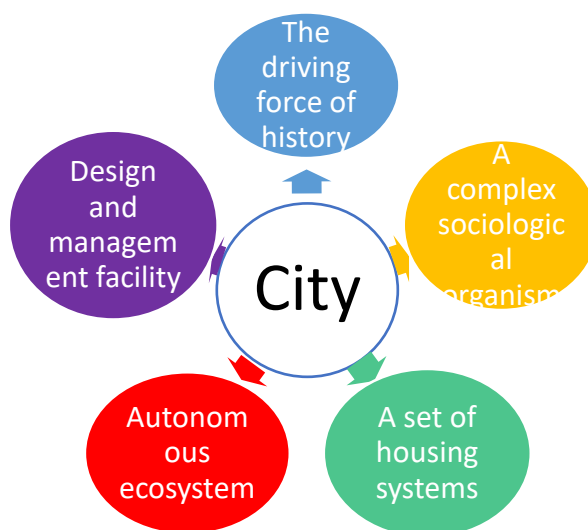 The
driving
force of
history
A
complex
sociologic
al
organism
Design
and
managem
ent facility
City
Autonom
ous
ecosystem
A set of
housing
systems